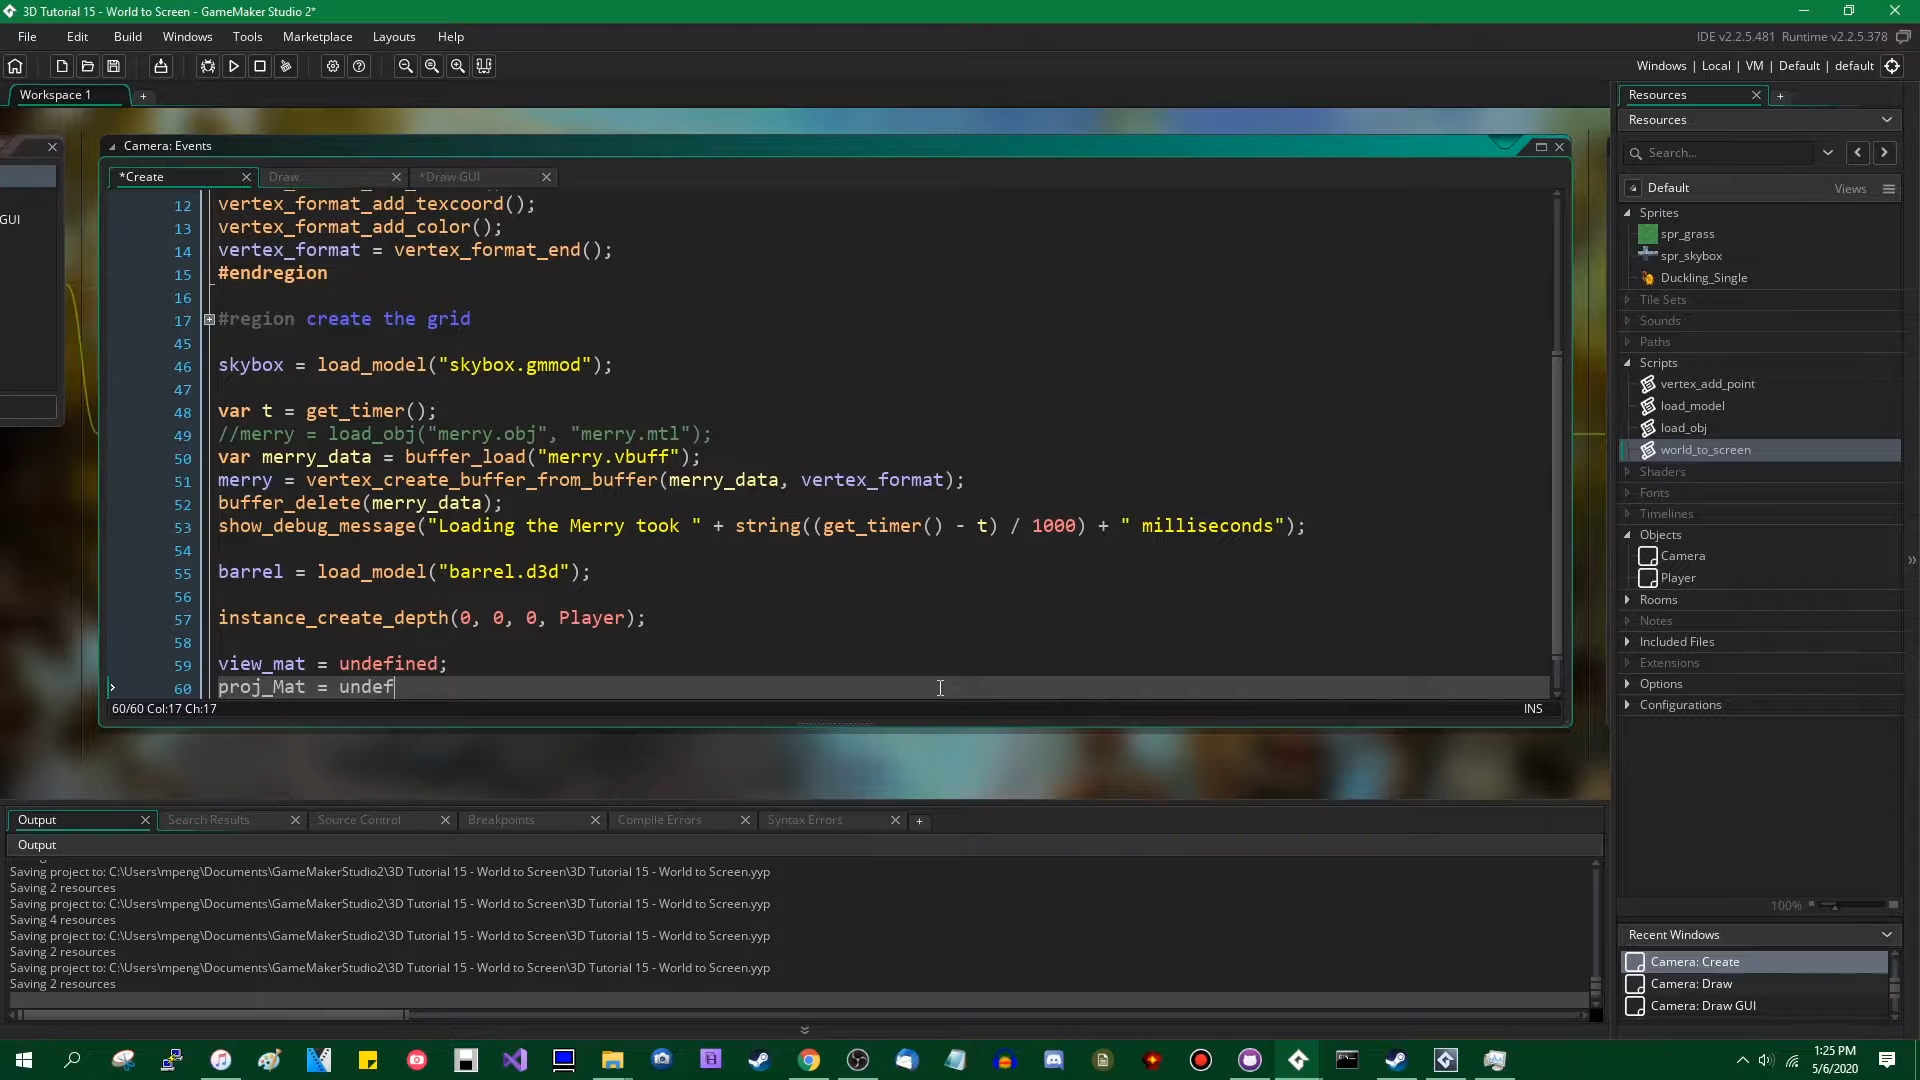 3D Tutorial 15 - World to Screen - GameMaker Studio 2*
File Edit Build Windows Tools Marketplace Layouts Help
IDE v2.2.5.481 Runtime v2.2.5.378
Windows | Local | VM | Default | default
Workspace 1
Camera: Events
*Create Draw *Draw GUI
GUI
12 vertex_format_add_texcoord();
13 vertex_format_add_color();
14 vertex_format = vertex_format_end();
15 #endregion
16
17 #region create the grid
45
46 skybox = load_model("skybox.gmmod");
47
48 var t = get_timer();
49 //merry = load_obj("merry.obj", "merry.mtl");
50 var merry_data = buffer_load("merry.vbuff");
51 merry = vertex_create_buffer_from_buffer(merry_data, vertex_format);
52 buffer_delete(merry_data);
53 show_debug_message("Loading the Merry took " + string((get_timer() - t) / 1000) + " milliseconds");
54
55 barrel = load_model("barrel.d3d");
56
57 instance_create_depth(0, 0, 0, Player);
58
59 view_mat = undefined;
60 proj_Mat = undef
60/60 Col:17 Ch:17
INS
Output Search Results Source Control Breakpoints Compile Errors Syntax Errors
Output
Saving project to: C:\Users\mpeng\Documents\GameMakerStudio2\3D Tutorial 15 - World to Screen\3D Tutorial 15 - World to Screen.yyp
Saving 2 resources
Saving project to: C:\Users\mpeng\Documents\GameMakerStudio2\3D Tutorial 15 - World to Screen\3D Tutorial 15 - World to Screen.yyp
Saving 4 resources
Saving project to: C:\Users\mpeng\Documents\GameMakerStudio2\3D Tutorial 15 - World to Screen\3D Tutorial 15 - World to Screen.yyp
Saving 2 resources
Saving project to: C:\Users\mpeng\Documents\GameMakerStudio2\3D Tutorial 15 - World to Screen\3D Tutorial 15 - World to Screen.yyp
Saving 2 resources
Resources
Resources
Search...
Default Views
Sprites
spr_grass
spr_skybox
Duckling_Single
Tile Sets
Sounds
Paths
Scripts
vertex_add_point
load_model
load_obj
world_to_screen
Shaders
Fonts
Timelines
Objects
Camera
Player
Rooms
Notes
Included Files
Extensions
Options
Configurations
100%
Recent Windows
Camera: Create
Camera: Draw
Camera: Draw GUI
1:25 PM
5/6/2020